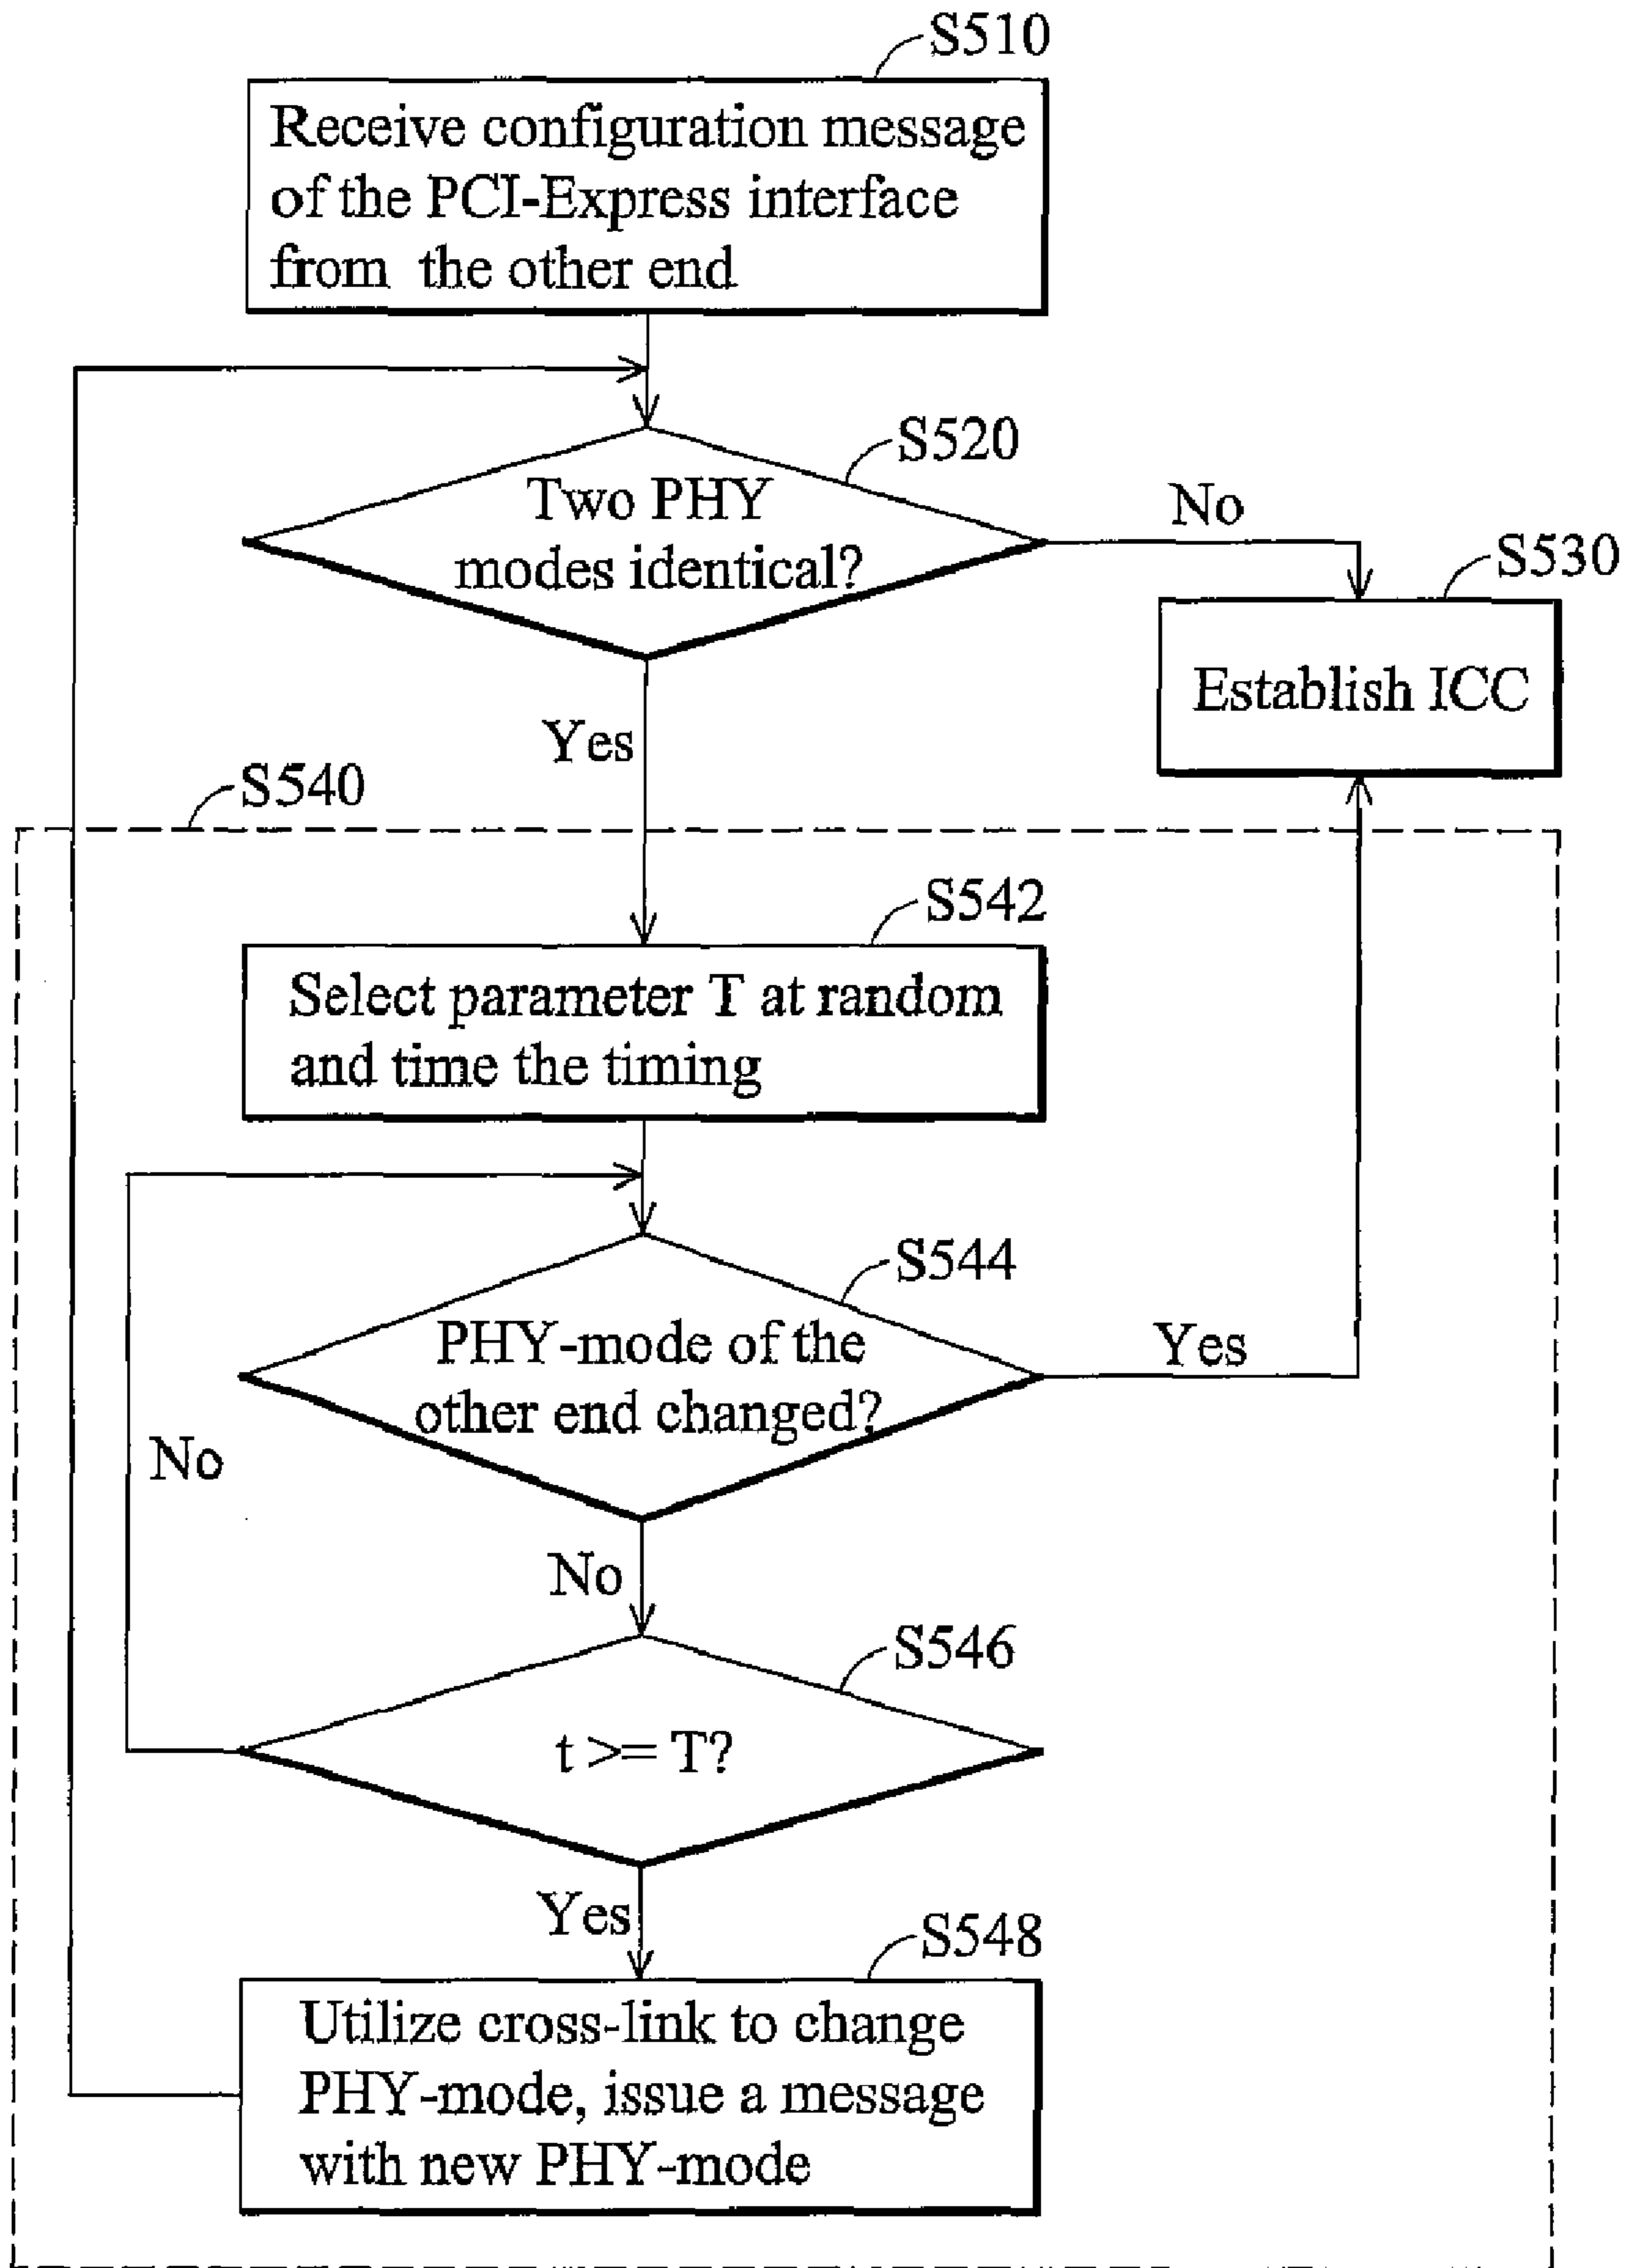 S510
Receive configuration message
of the PCI-Express interface
from the other end
S520
Two PHY
modes identical?
No
S530
Establish ICC
Yes
S540
S542
Select parameter T at random
and time the timing
S544
PHY-mode of the
other end changed?
Yes
No
No
S546
t >= T?
Yes
S548
Utilize cross-link to change
PHY-mode, issue a message
with new PHY-mode